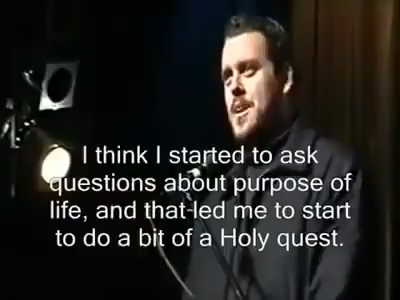 I think I started to ask
questions about purpose of
life, and that led me to start
to do a bit of a Holy quest.